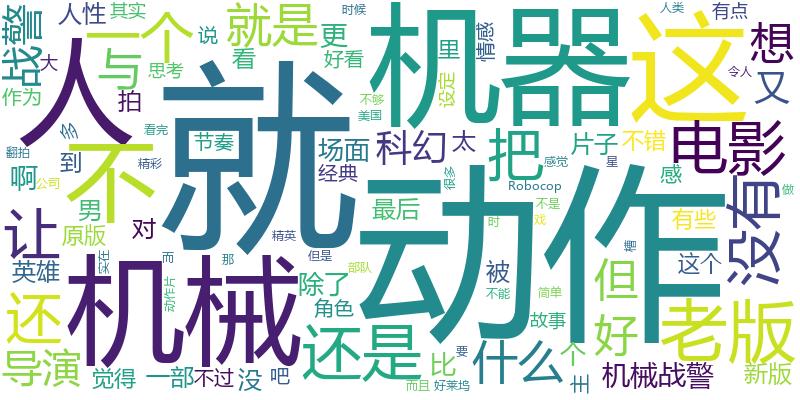 战警
人性
其实
一个
就是
更
时候
情感
人类
有点
人
与
说
看
里
机器
这
想
大
作为
思考
好看
设定
令人
又
多
拍
节奏
场面
科幻
太
把
不够
美国
片子
不错
电影
翻拍
看完
精彩
啊
到
不
就
经典
很多
感觉
星
感
做
公司
男
对
最后
Robocop
动作
没有
让
原版
实在
而
那
精英
但是
时
不是
戏
槽
有些
英雄
机械
动作片
部队
除了
被
不能
简单
但
这个
还
角色
还是
故事
好
老版
导演
觉得
一部
不过
没
吧
比
而且
要
好莱坞
什么
个
主
机械战警
新版